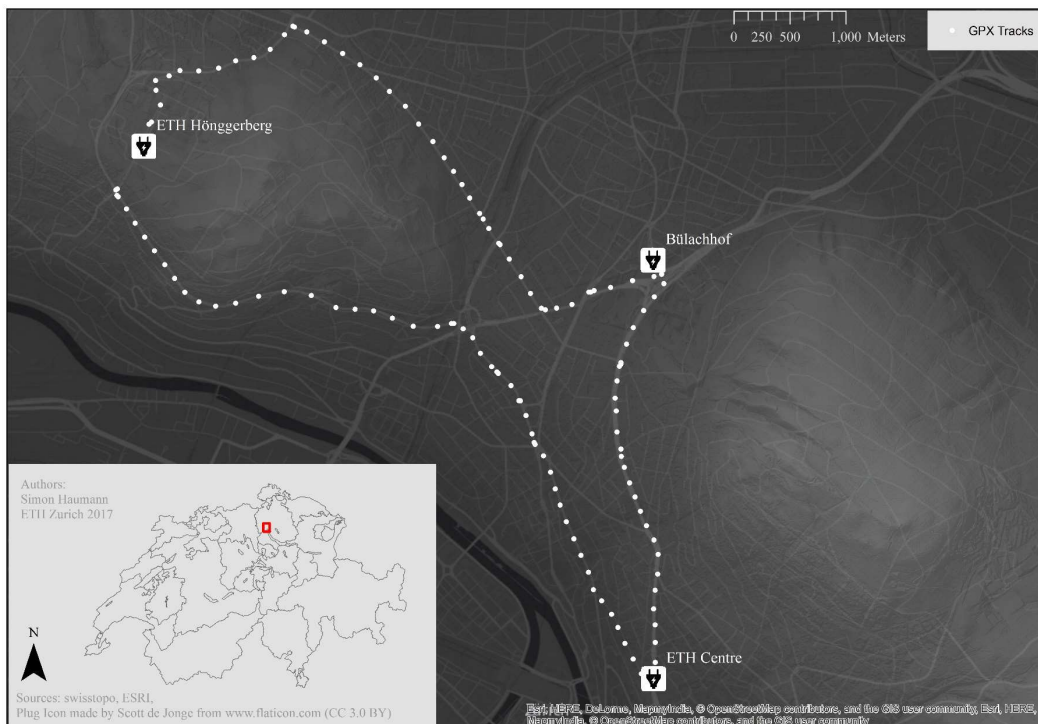 0 250 500 1,000 Meters
GPX Tracks
ETH Hönggerberg
Bülachhof
ETH Centre
Authors:
Simon Haumann
ETH Zurich 2017
N
Sources: swisstopo, ESRI,
Plug Icon made by Scott de Jonge from www.flaticon.com (CC 3.0 BY)
Esri, HERE, DeLorme, MapmyIndia, © OpenStreetMap contributors, and the GIS user community, Esri, HERE,
MapmyIndia, © OpenStreetMap contributors, and the GIS user community